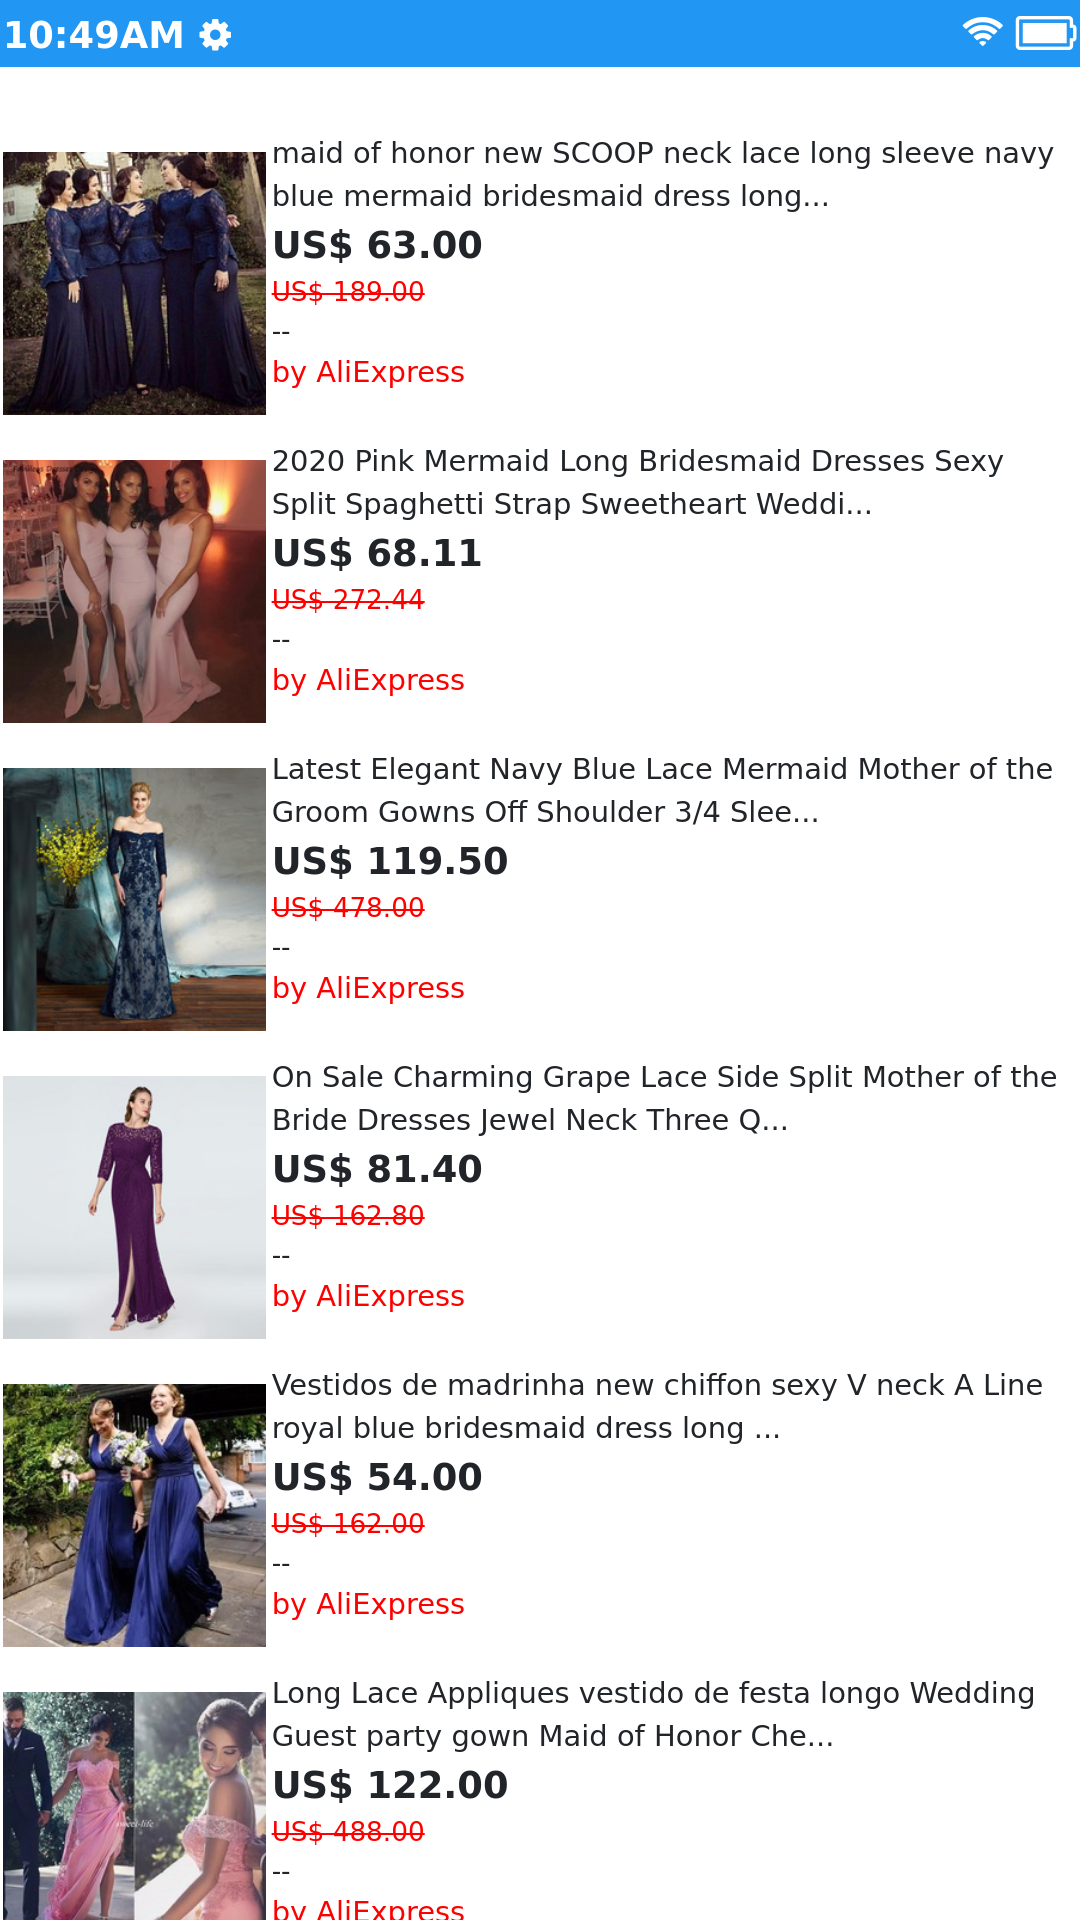 10:49AM
maid of honor new SCOOP neck lace long sleeve navy
blue mermaid bridesmaid dress long...
US$ 63.00
US$ 189.00
--
by AliExpress
2020 Pink Mermaid Long Bridesmaid Dresses Sexy
Split Spaghetti Strap Sweetheart Weddi...
US$ 68.11
US$ 272.44
--
by AliExpress
Latest Elegant Navy Blue Lace Mermaid Mother of the
Groom Gowns Off Shoulder 3/4 Slee...
US$ 119.50
US$ 478.00
--
by AliExpress
On Sale Charming Grape Lace Side Split Mother of the
Bride Dresses Jewel Neck Three Q...
US$ 81.40
US$ 162.80
--
by AliExpress
Vestidos de madrinha new chiffon sexy V neck A Line
royal blue bridesmaid dress long ...
US$ 54.00
US$ 162.00
--
by AliExpress
Long Lace Appliques vestido de festa longo Wedding
Guest party gown Maid of Honor Che...
US$ 122.00
US$ 488.00
--
sweet-life
by AliExpress